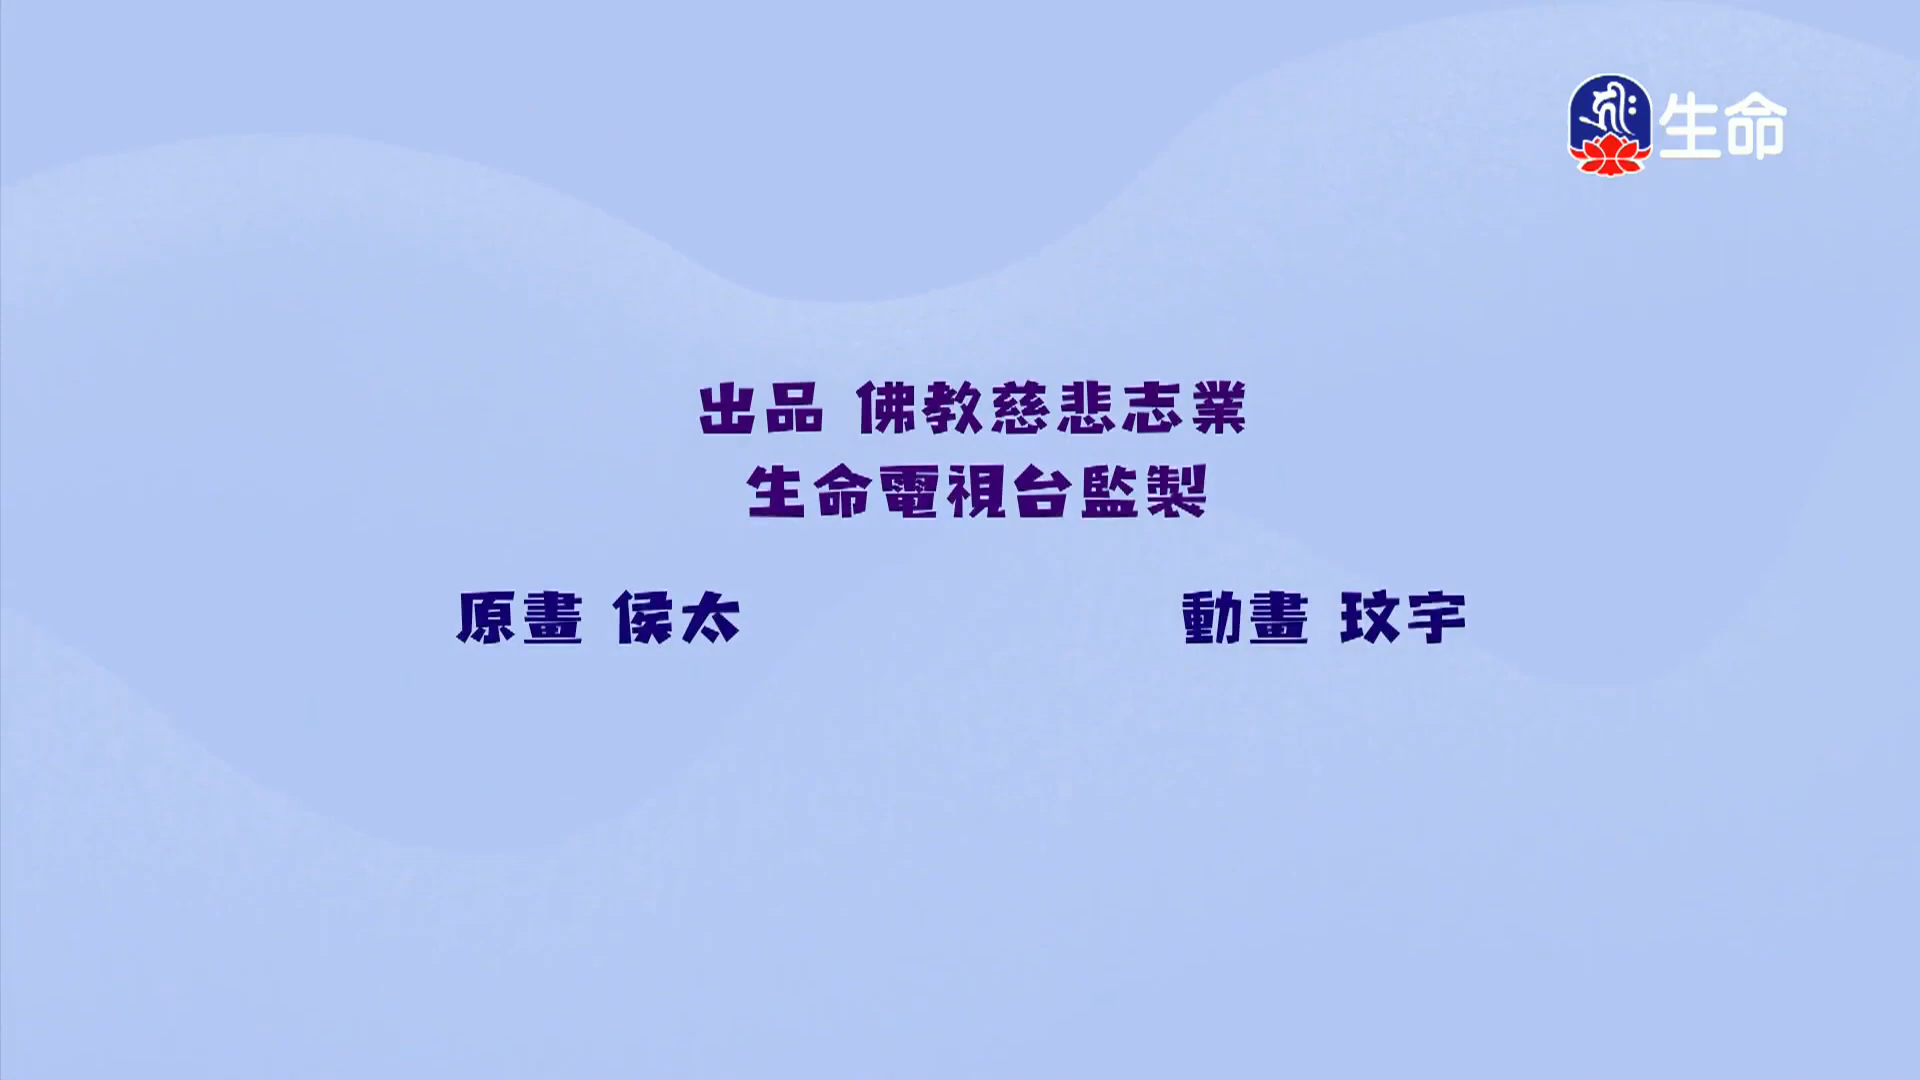 生命
出品 佛教慈悲志業
生命電視台監製
原畫 侯太
動畫 玟宇